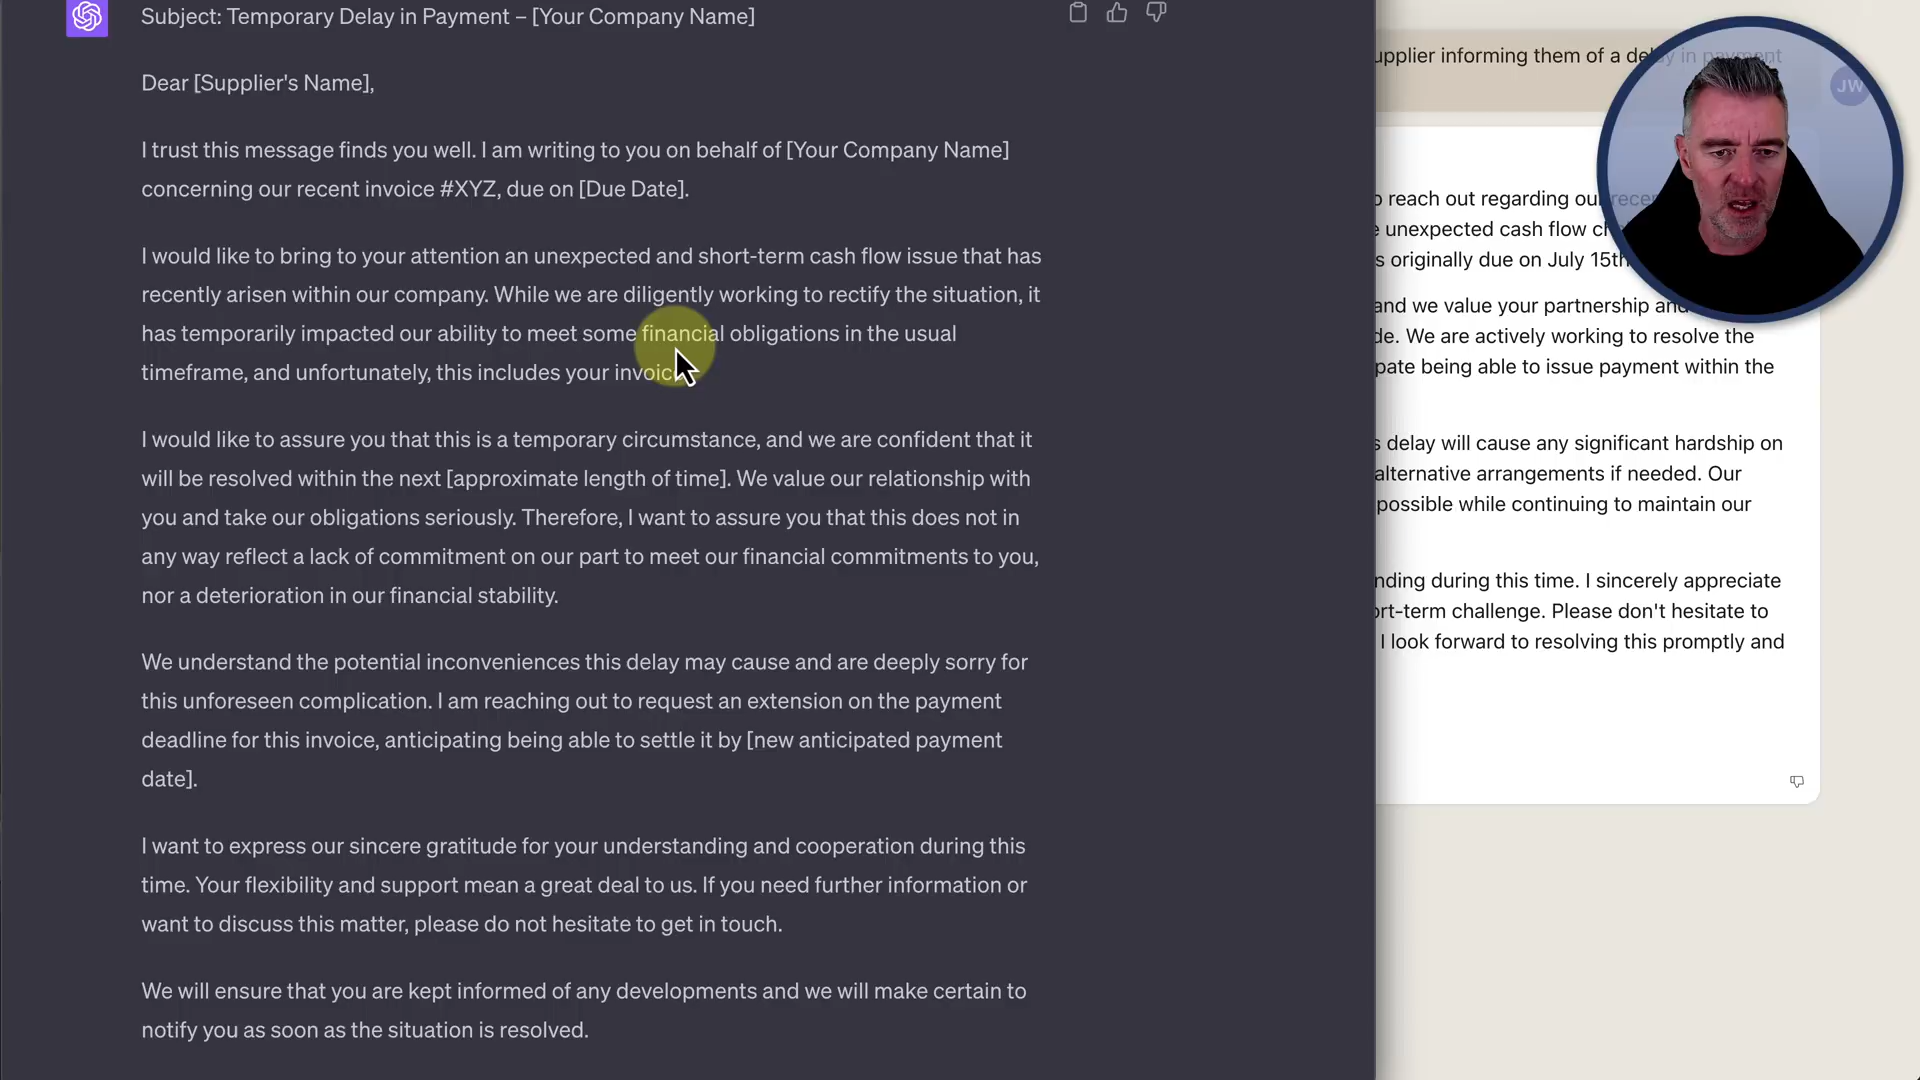 Subject: Temporary Delay in Payment – [Your Company Name]
Dear [Supplier's Name],
I trust this message finds you well. I am writing to you on behalf of [Your Company Name]
concerning our recent invoice #XYZ, due on [Due Date].
I would like to bring to your attention an unexpected and short-term cash flow issue that has
recently arisen within our company. While we are diligently working to rectify the situation, it
has temporarily impacted our ability to meet some financial obligations in the usual
timeframe, and unfortunately, this includes your invoic
I would like to assure you that this is a temporary circumstance, and we are confident that it
will be resolved within the next [approximate length of time]. We value our relationship with
you and take our obligations seriously. Therefore, I want to assure you that this does not in
any way reflect a lack of commitment on our part to meet our financial commitments to you,
nor a deterioration in our financial stability.
We understand the potential inconveniences this delay may cause and are deeply sorry for
this unforeseen complication. I am reaching out to request an extension on the payment
deadline for this invoice, anticipating being able to settle it by [new anticipated payment
date].
I want to express our sincere gratitude for your understanding and cooperation during this
time. Your flexibility and support mean a great deal to us. If you need further information or
want to discuss this matter, please do not hesitate to get in touch.
We will ensure that you are kept informed of any developments and we will make certain to
notify you as soon as the situation is resolved.
upplier informing them of a delay in payment
JW
reach out regarding our recen
unexpected cash flow ch
s originally due on July 15th
and we value your partnership and
de. We are actively working to resolve the
pate being able to issue payment within the
s delay will cause any significant hardship on
alternative arrangements if needed. Our
possible while continuing to maintain our
nding during this time. I sincerely appreciate
ort-term challenge. Please don't hesitate to
I look forward to resolving this promptly and